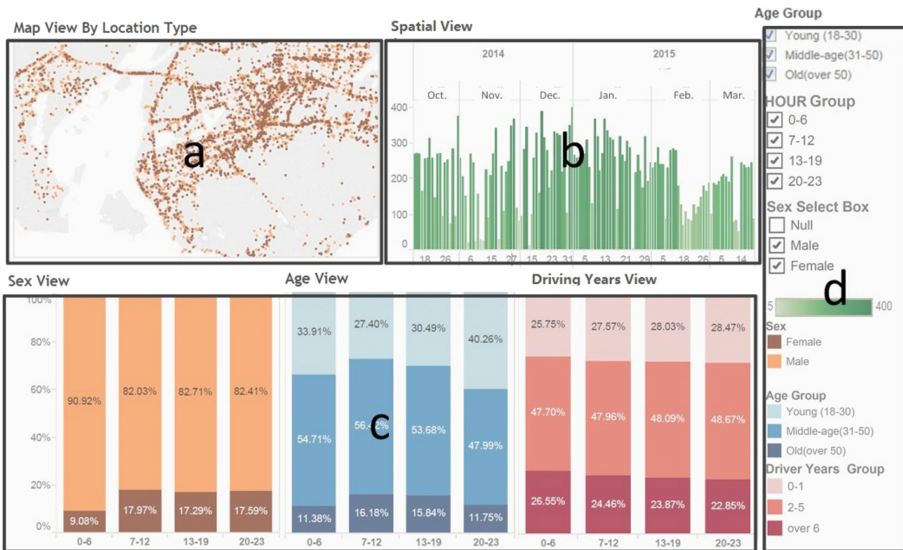 Map View By Location Type
a
Spatial View
2014 2015
Oct. Nov. Dec. Jan. Feb. Mar.
400
300
200
100
0
18 26 6 15 27 15 23 31 5 13 21 29 18 26 5 14
b
Age Group
Young (18-30)
Middle-age(31-50)
Old(over 50)
HOUR Group
0-6
7-12
13-19
20-23
Sex Select Box
Null
Male
Female
5 400
d
Sex
Female
Male
Age Group
Young (18-30)
Middle-age(31-50)
Old(over 50)
Driver Years Group
0-1
2-5
over 6
Sex View
100%
80%
60%
40%
20%
0%
90.92% 82.03% 82.71% 82.41%
9.08% 17.97% 17.29% 17.59%
0-6 7-12 13-19 20-23
Age View
33.91% 27.40% 30.49% 40.26%
54.71% 56.42% 53.68% 47.99%
c
11.38% 16.18% 15.84% 11.75%
0-6 7-12 13-19 20-23
Driving Years View
25.75% 27.57% 28.03% 28.47%
47.70% 47.96% 48.09% 48.67%
26.55% 24.46% 23.87% 22.85%
0-6 7-12 13-19 20-23